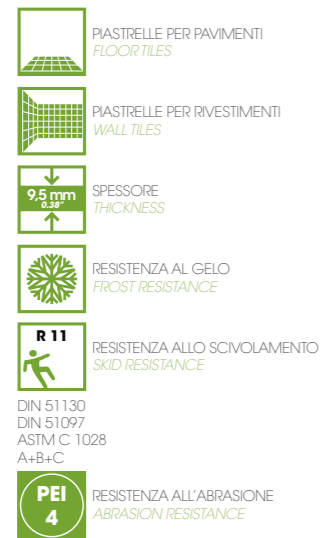 PIASTRELLE PER PAVIMENTI
FLOOR TILES
PIASTRELLE PER RIVESTIMENTI
WALL TILES
9,5 mm
0.38"
SPESSORE
THICKNESS
RESISTENZA AL GELO
FROST RESISTANCE
R 11
RESISTENZA ALLO SCIVOLAMENTO
SKID RESISTANCE
DIN 51130
DIN 51097
ASTM C 1028
A+B+C
PEI
4
RESISTENZA ALL'ABRASIONE
ABRASION RESISTANCE